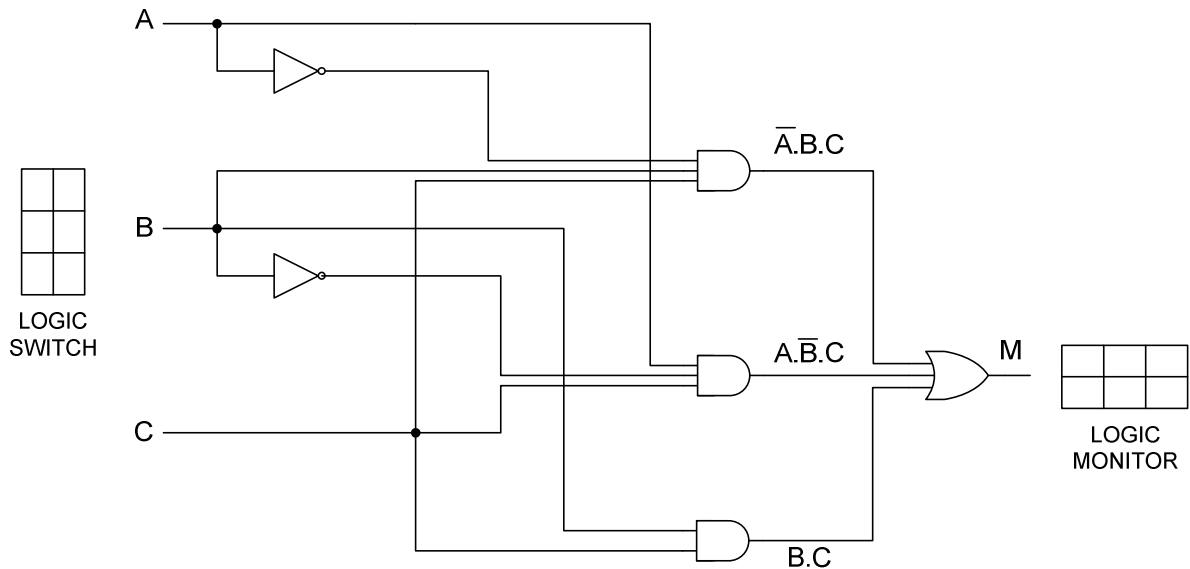 A
A̅.B.C
B
LOGIC
SWITCH
A.B̅.C
M
C
LOGIC
MONITOR
B.C